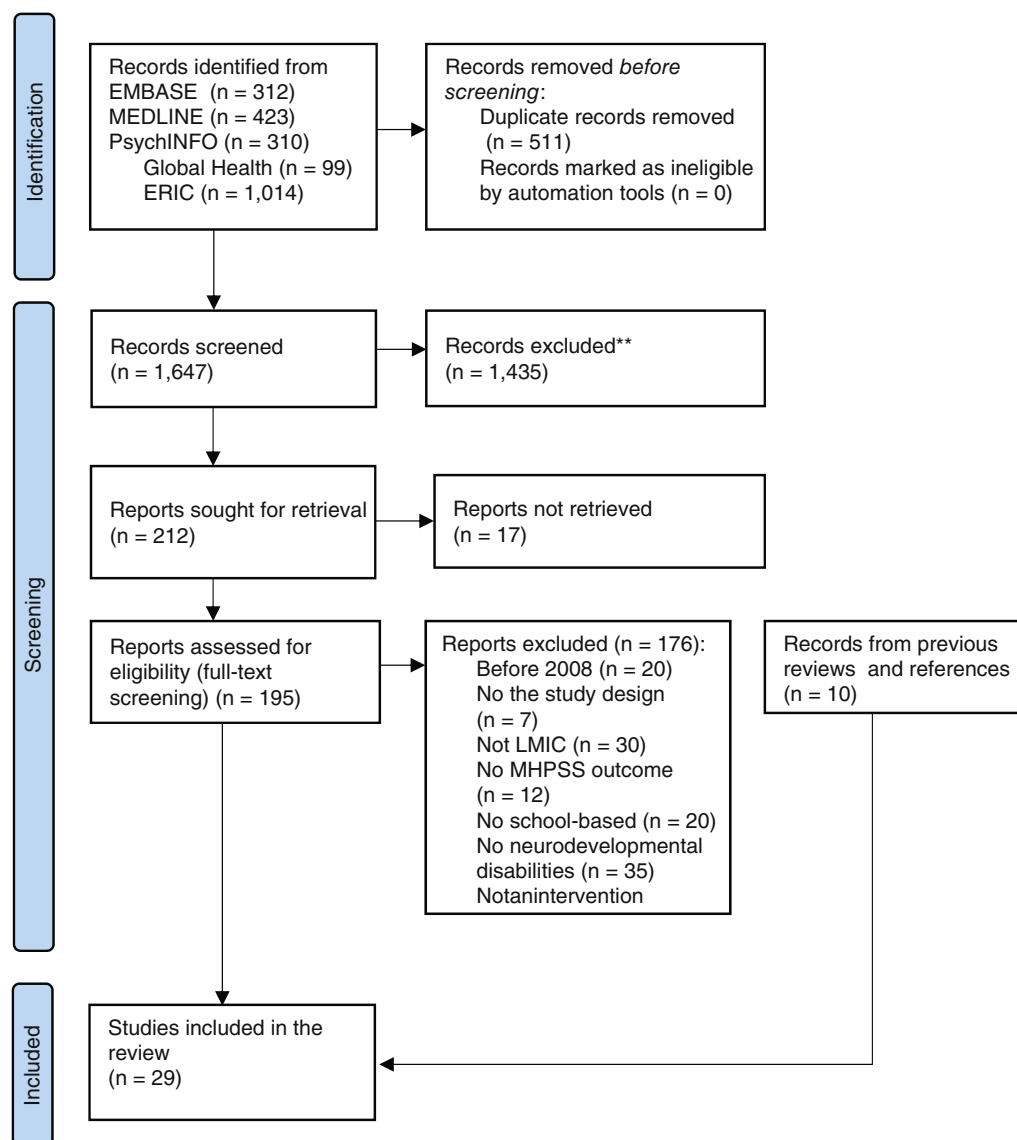 Identification
Records identified from
EMBASE (n = 312)
MEDLINE (n = 423)
PsychINFO (n = 310)
Global Health (n = 99)
ERIC (n = 1,014)
Records removed before
screening:
Duplicate records removed
(n = 511)
Records marked as ineligible
by automation tools (n = 0)
Screening
Records screened
(n = 1,647)
Records excluded**
(n = 1,435)
Reports sought for retrieval
(n = 212)
Reports not retrieved
(n = 17)
Reports assessed for
eligibility (full-text
screening) (n = 195)
Reports excluded (n = 176):
Before 2008 (n = 20)
No the study design
(n = 7)
Not LMIC (n = 30)
No MHPSS outcome
(n = 12)
No school-based (n = 20)
No neurodevelopmental
disabilities (n = 35)
Notanintervention
Records from previous
reviews and references
(n = 10)
Included
Studies included in the
review
(n = 29)